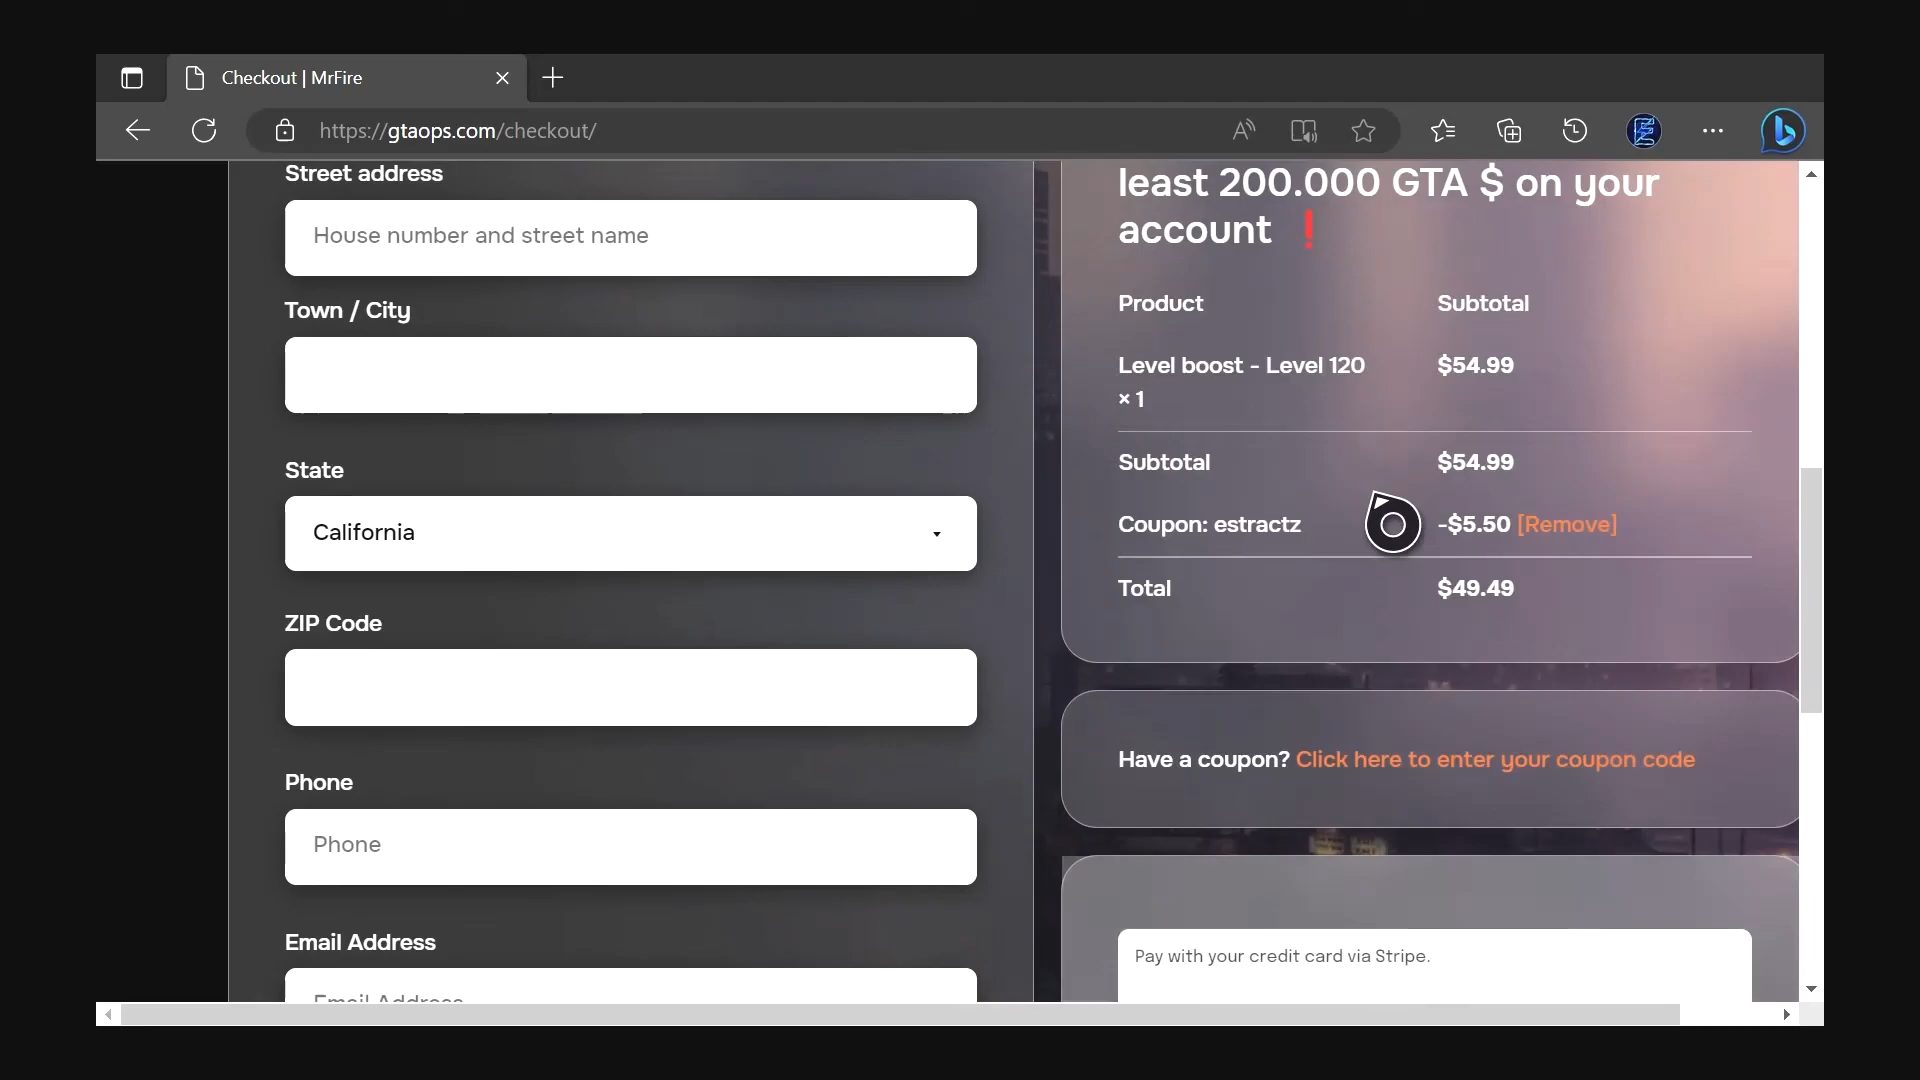 Checkout | MrFire
https://gtaops.com/checkout/
Street address
House number and street name
Town / City
State
California
ZIP Code
Phone
Phone
Email Address
Email Address
least 200.000 GTA $ on your
account ❗
Product Subtotal
Level boost - Level 120 $54.99
× 1
Subtotal $54.99
Coupon: estractz -$5.50 [Remove]
Total $49.49
Have a coupon? Click here to enter your coupon code
Pay with your credit card via Stripe.